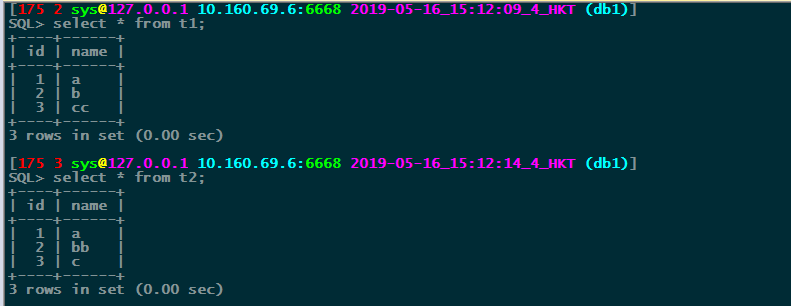 [175 2 sys@127.0.0.1 10.160.69.6:6668 2019-05-16_15:12:09_4_HKT (db1)]
SQL> select * from t1;
+----+------+
| id | name |
+----+------+
|  1 | a    |
|  2 | b    |
|  3 | cc   |
+----+------+
3 rows in set (0.00 sec)
[175 3 sys@127.0.0.1 10.160.69.6:6668 2019-05-16_15:12:14_4_HKT (db1)]
SQL> select * from t2;
+----+------+
| id | name |
+----+------+
|  1 | a    |
|  2 | bb   |
|  3 | c    |
+----+------+
3 rows in set (0.00 sec)